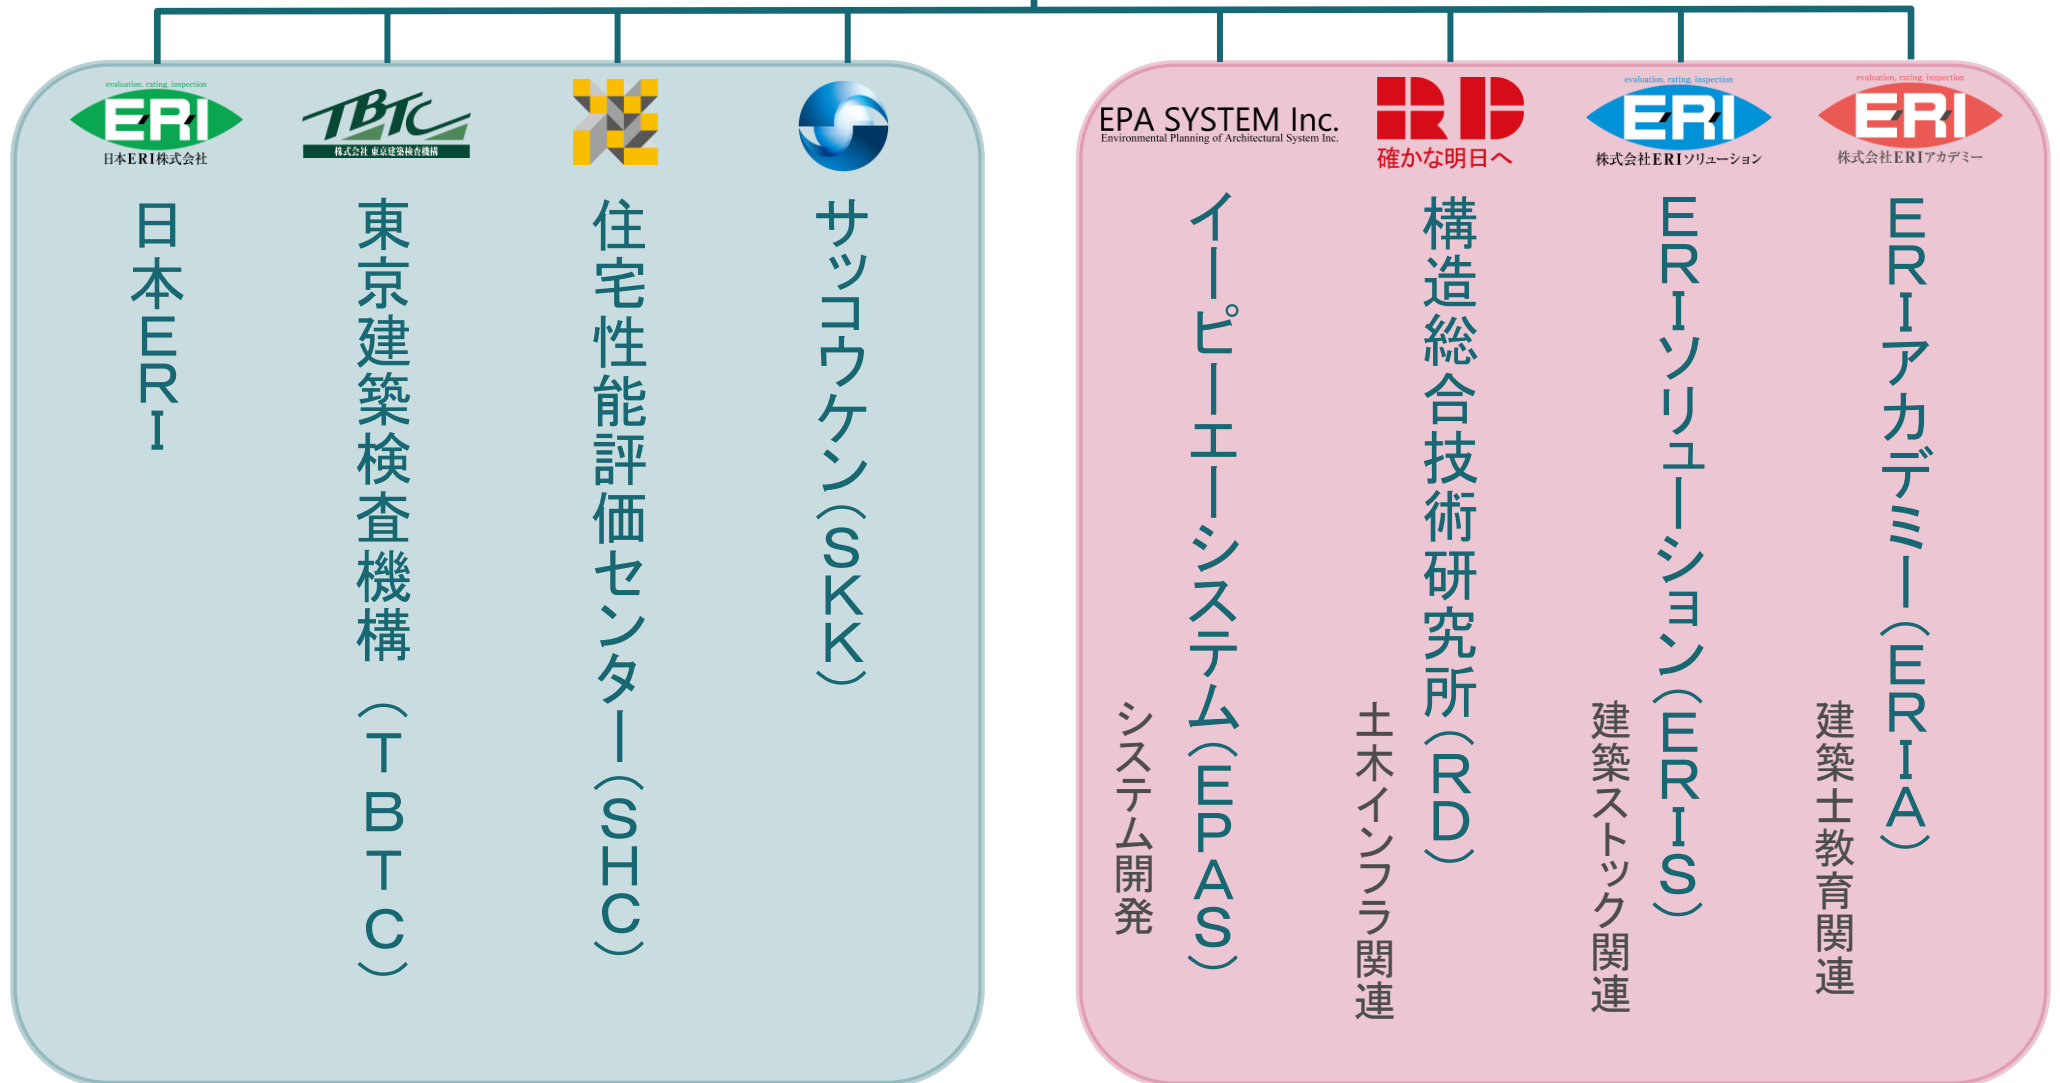 evaluation, rating, inspection
ERI
日本ERI株式会社
日本ＥＲＩ
TBTC
株式会社 東京建築検査機構
東京建築検査機構（ＴＢＴＣ）
住宅性能評価センター（ＳＨＣ）
サッコウケン（ＳＫＫ）
EPA SYSTEM Inc.
Environmental Planning of Architectural System Inc.
イーピーエーシステム（ＥＰＡＳ）
システム開発
RD
確かな明日へ
構造総合技術研究所（ＲＤ）
土木インフラ関連
evaluation, rating, inspection
ERI
株式会社ERIソリューション
ＥＲＩソリューション（ＥＲＩＳ）
建築ストック関連
evaluation, rating, inspection
ERI
株式会社ERIアカデミー
ＥＲＩアカデミー（ＥＲＩＡ）
建築士教育関連